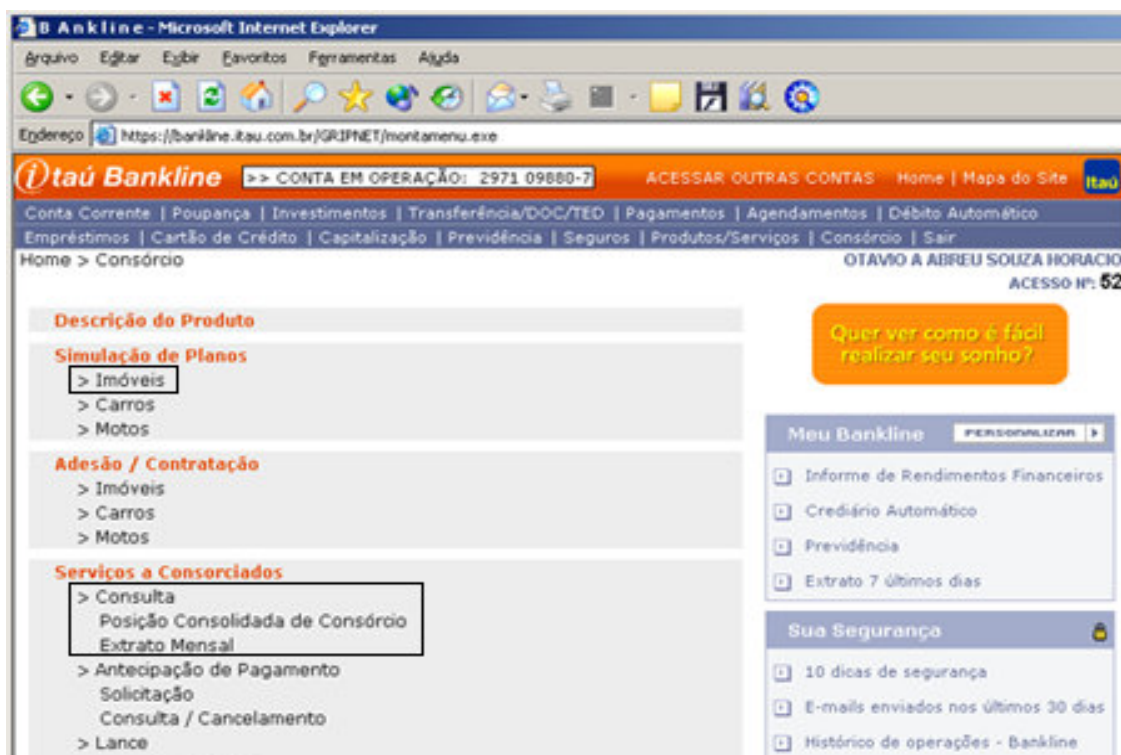 B Ankline - Microsoft Internet Explorer
Arquivo Editar Exibir Favoritos Ferramentas Ajuda
Endereço https://bankline.itau.com.br/GRIPNET/montamenu.exe
itaú Bankline >> CONTA EM OPERAÇÃO: 2971 09880-7 ACESSAR OUTRAS CONTAS Home | Mapa do Site Itaú
Conta Corrente | Poupança | Investimentos | Transferência/DOC/TED | Pagamentos | Agendamentos | Débito Automático
Empréstimos | Cartão de Crédito | Capitalização | Previdência | Seguros | Produtos/Serviços | Consórcio | Sair
Home > Consórcio
OTAVIO A ABREU SOUZA HORACIO
ACESSO Nº: 52
Descrição do Produto
Simulação de Planos
> Imóveis
> Carros
> Motos
Adesão / Contratação
> Imóveis
> Carros
> Motos
Serviços a Consorciados
> Consulta
Posição Consolidada de Consórcio
Extrato Mensal
> Antecipação de Pagamento
Solicitação
Consulta / Cancelamento
> Lance
Quer ver como é fácil
realizar seu sonho?
Meu Bankline PERSONALIZAR
Informe de Rendimentos Financeiros
Crediário Automático
Previdência
Extrato 7 últimos dias
Sua Segurança
10 dicas de segurança
E-mails enviados nos últimos 30 dias
Histórico de operações - Bankline